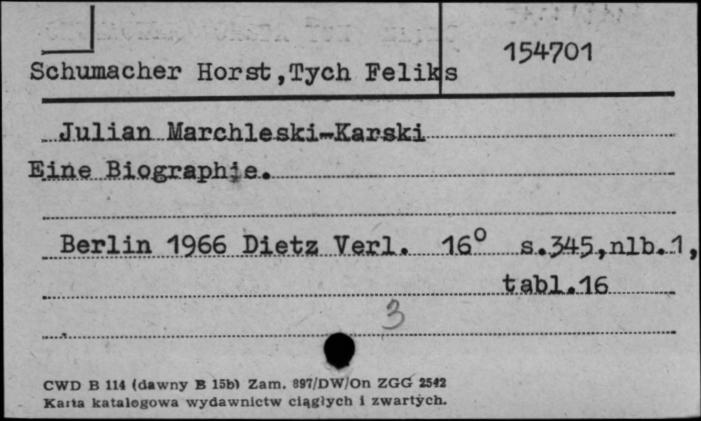 154701
Schumacher Horst,Tych Feliks
Julian Marchleski-Karski
Eine Biographie.
Berlin 1966 Dietz Verl. 16° s.345,nlb.1,
tabl.16
3
CWD B 114 (dawny B 15b) Zam. 897/DW/On ZGG 2542
Karta katalogowa wydawnictw ciągłych i zwartych.